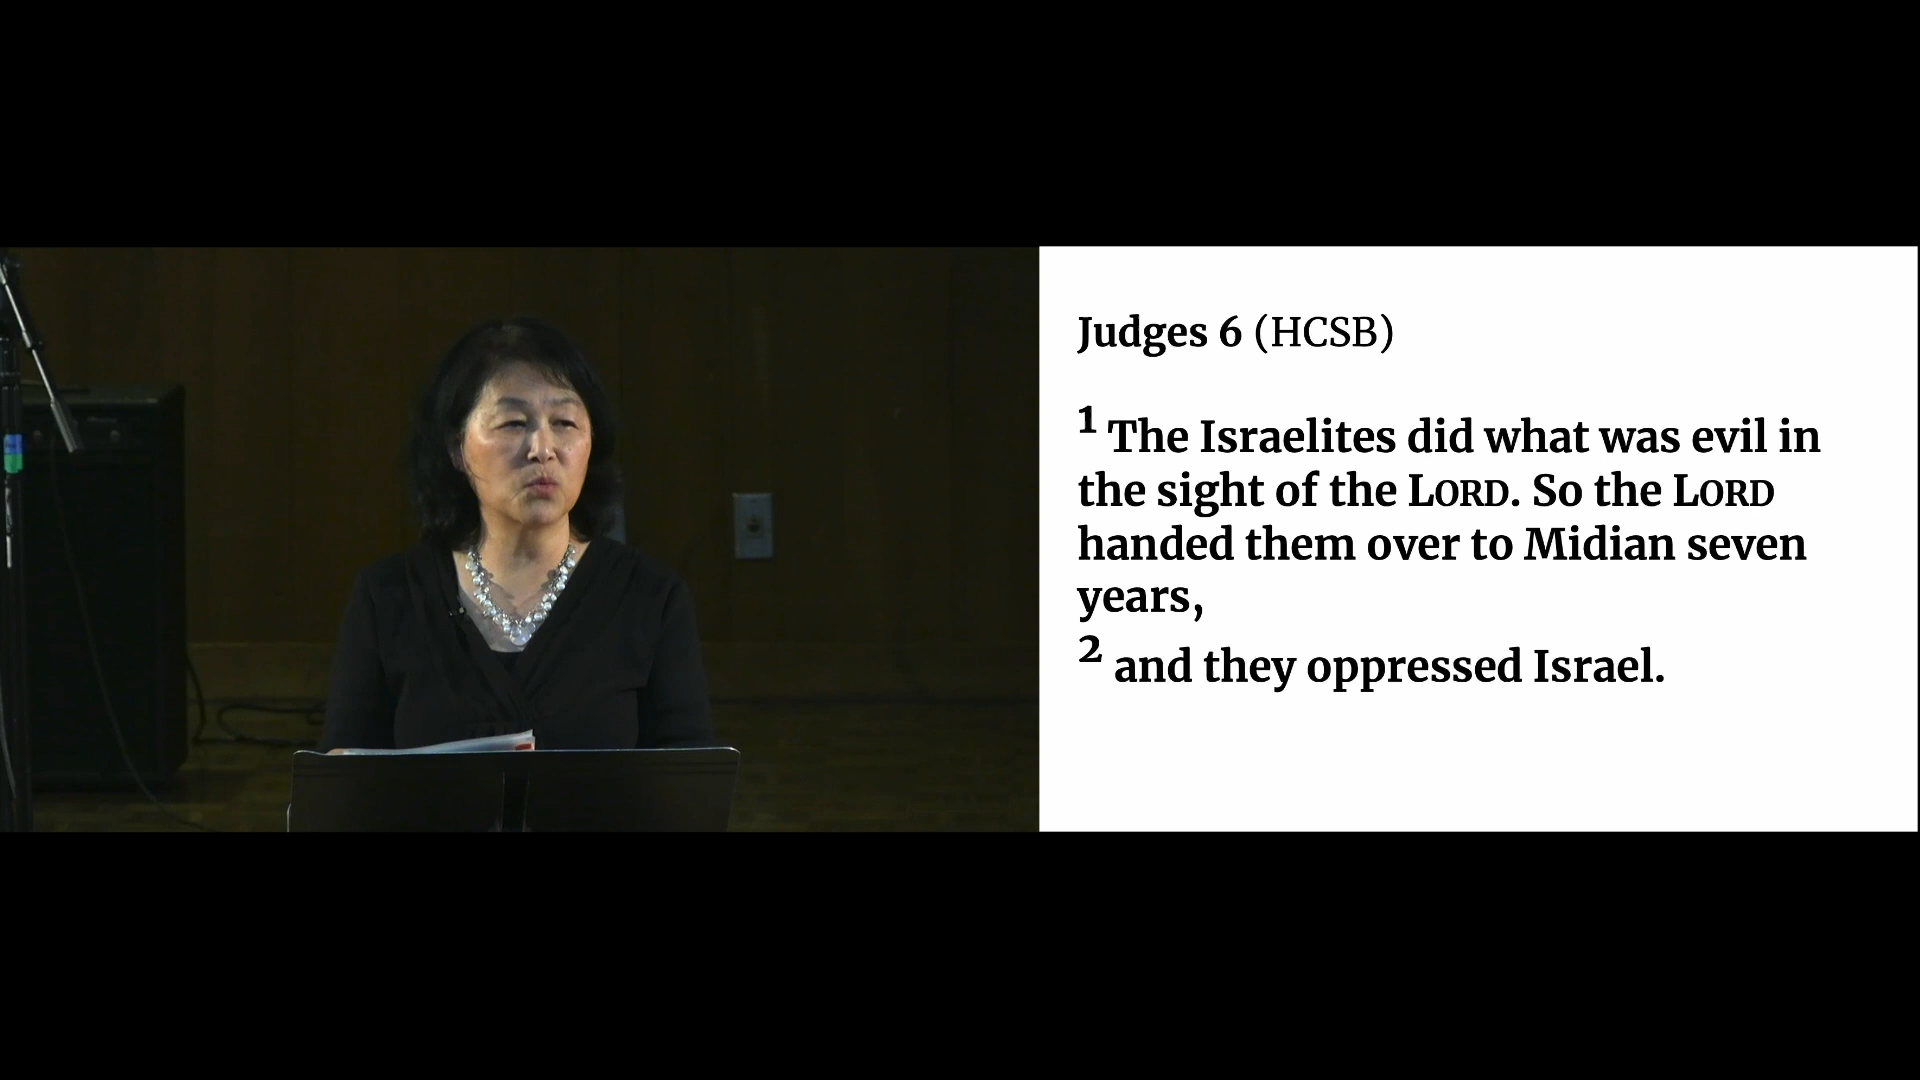 Judges 6 (HCSB)
1 The Israelites did what was evil in
the sight of the LORD. So the LORD
handed them over to Midian seven
years,
2 and they oppressed Israel.